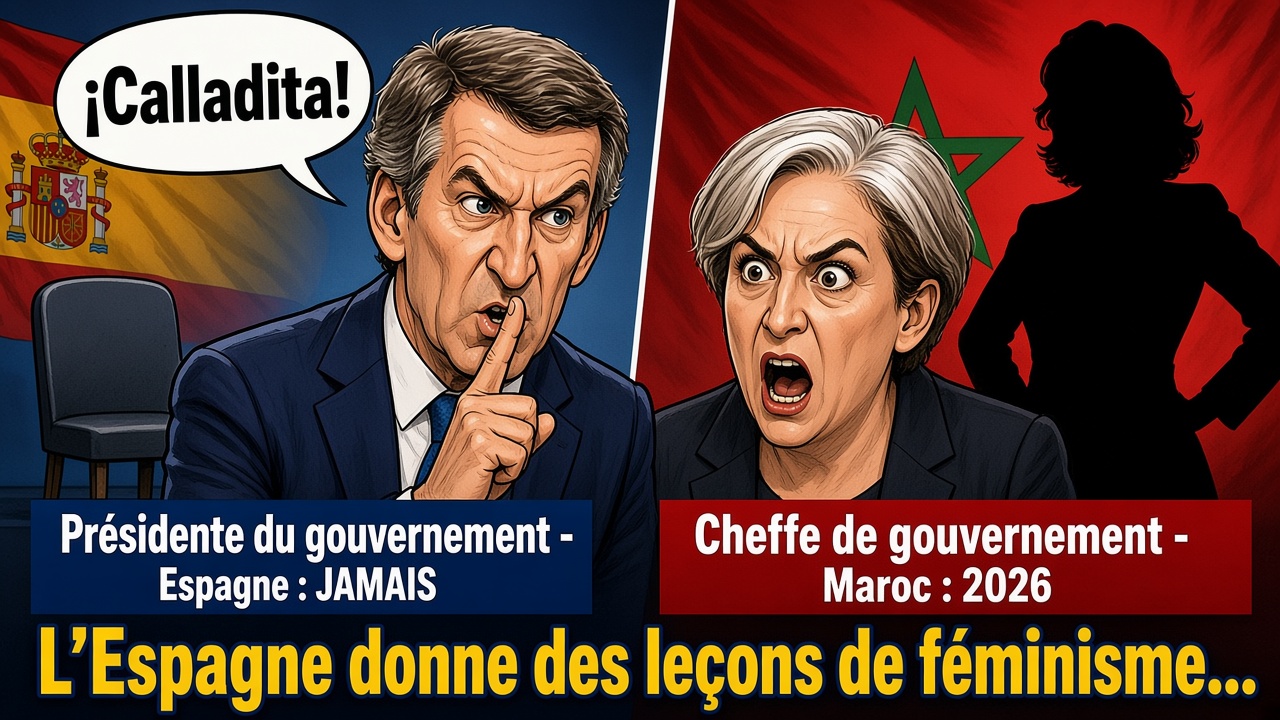 ¡Calladita!
Présidente du gouvernement -
Espagne : JAMAIS
Cheffe de gouvernement -
Maroc : 2026
L’Espagne donne des leçons de féminisme...